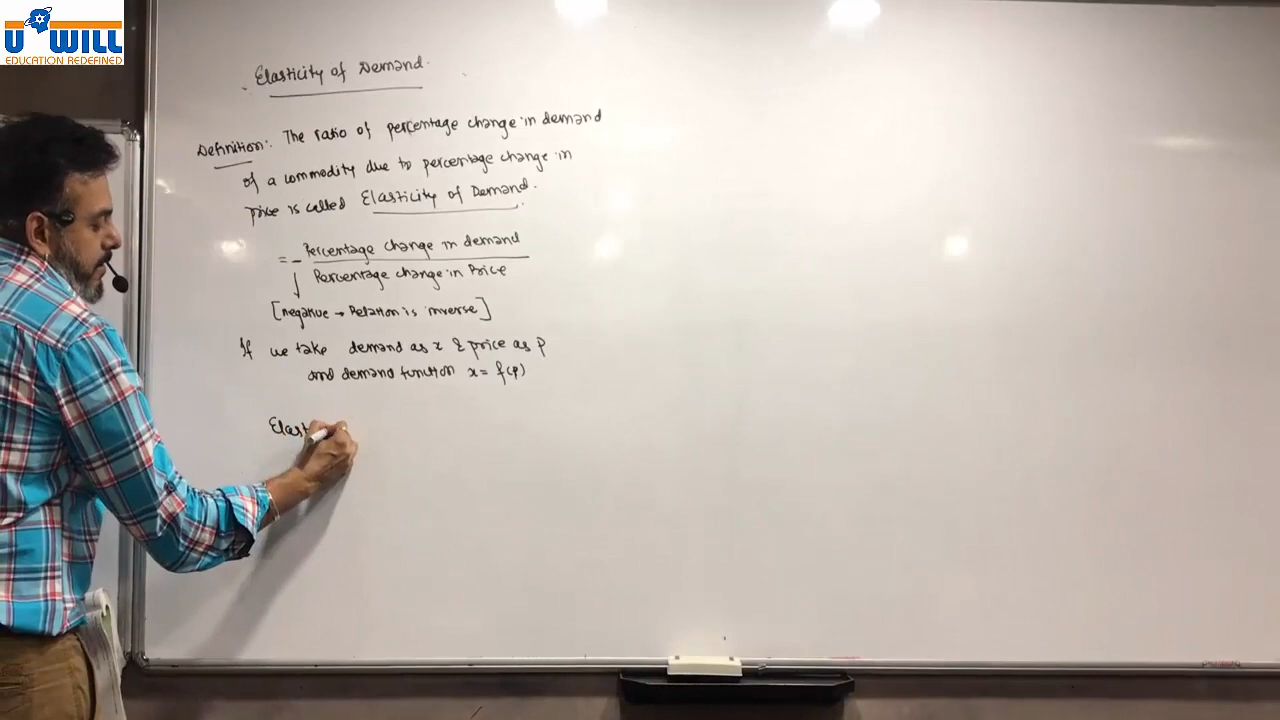 U WILL
EDUCATION REDEFINED
Elasticity of Demand.
Definition:. The ratio of percentage change in demand
of a commodity due to percentage change in
price is called Elasticity of Demand.
= - Percentage change in demand
Percentage change in Price
[negative → Relation is inverse]
If we take demand as x & price as p
and demand function x = f(p)
Elast